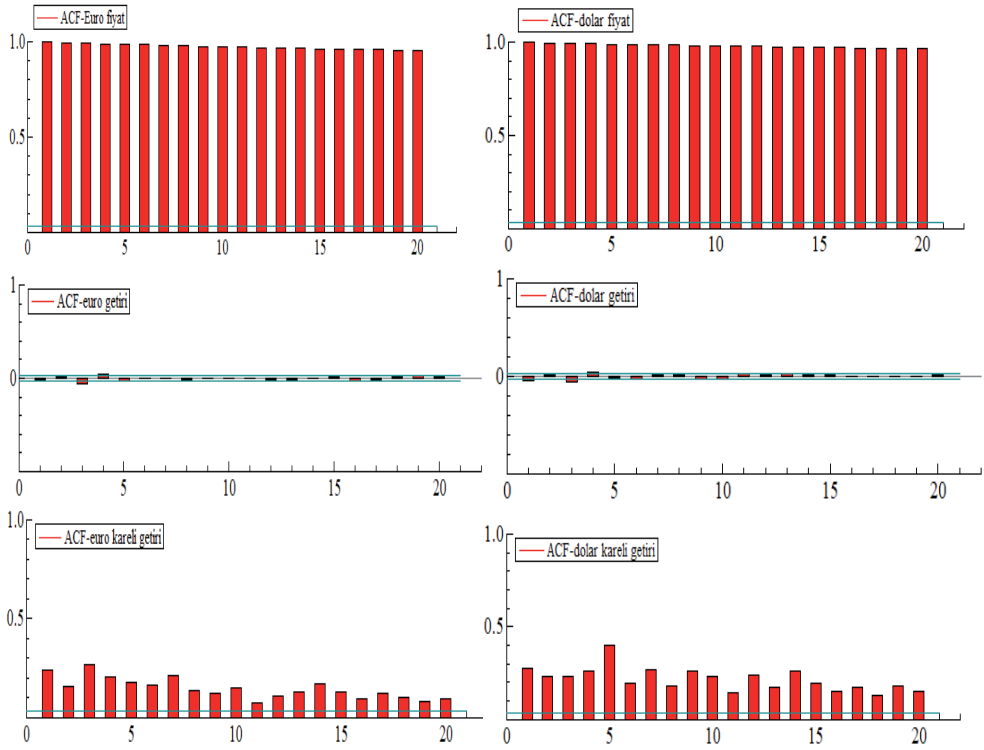 ACF-Euro fiyat
1.0
0.5
0 5 10 15 20
ACF-dolar fiyat
1.0
0.5
0 5 10 15 20
ACF-euro getiri
1
0
0 5 10 15 20
ACF-dolar getiri
1
0
0 5 10 15 20
ACF-euro kareli getiri
1.0
0.5
0 5 10 15 20
ACF-dolar kareli getiri
1.0
0.5
0 5 10 15 20